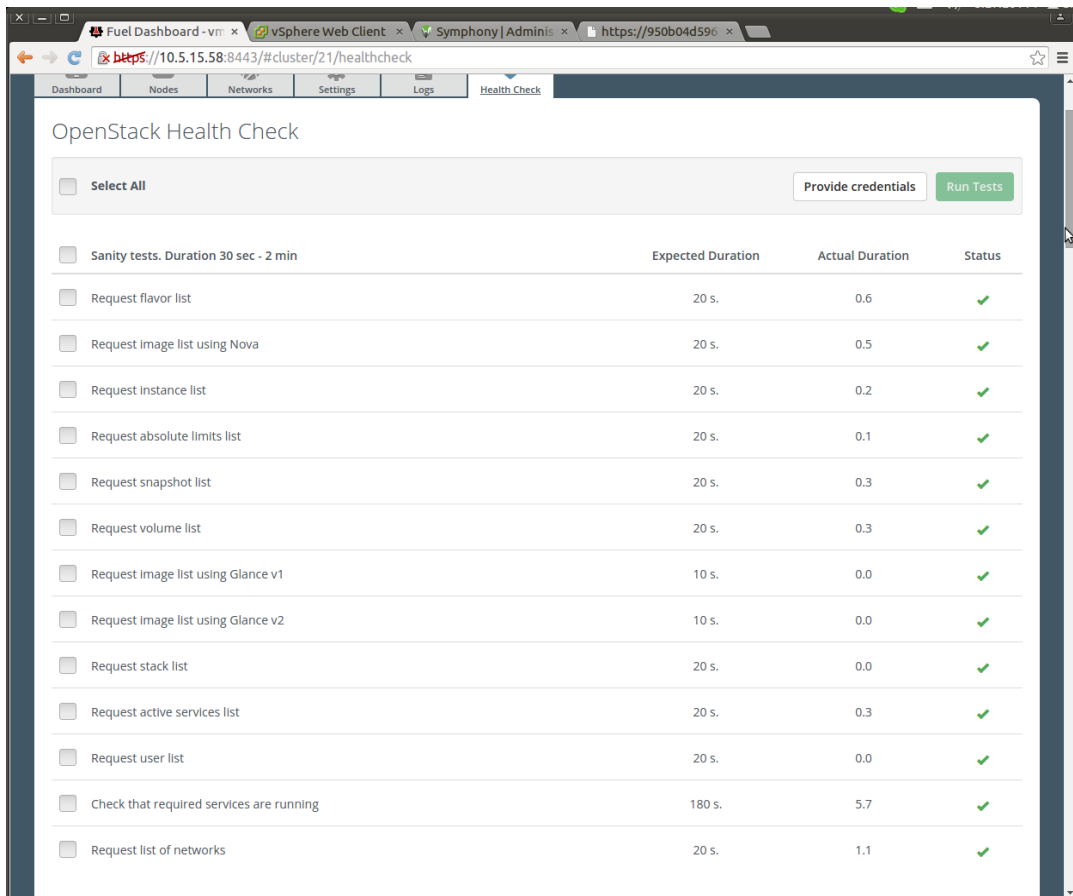 Fuel Dashboard - vm
vSphere Web Client
Symphony | Adminis
https://950b04d596
https://10.5.15.58:8443/#cluster/21/healthcheck
Dashboard Nodes Networks Settings Logs Health Check
OpenStack Health Check
Select All Provide credentials Run Tests
Sanity tests. Duration 30 sec - 2 min Expected Duration Actual Duration Status
Request flavor list 20 s. 0.6
Request image list using Nova 20 s. 0.5
Request instance list 20 s. 0.2
Request absolute limits list 20 s. 0.1
Request snapshot list 20 s. 0.3
Request volume list 20 s. 0.3
Request image list using Glance v1 10 s. 0.0
Request image list using Glance v2 10 s. 0.0
Request stack list 20 s. 0.0
Request active services list 20 s. 0.3
Request user list 20 s. 0.0
Check that required services are running 180 s. 5.7
Request list of networks 20 s. 1.1